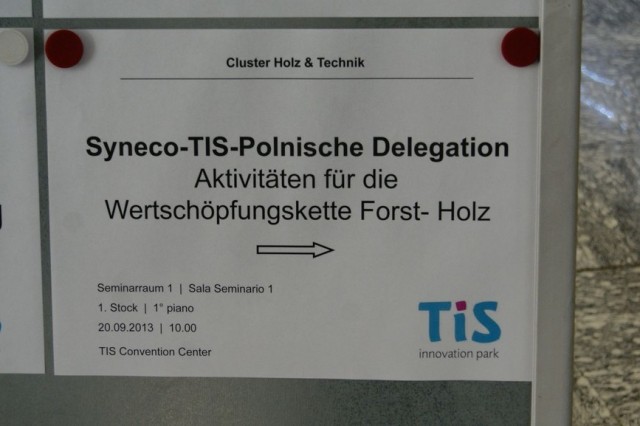 Cluster Holz & Technik
Syneco-TIS-Polnische Delegation
Aktivitäten für die
Wertschöpfungskette Forst- Holz
Seminarraum 1 | Sala Seminario 1
1. Stock | 1° piano
20.09.2013 | 10.00
TIS Convention Center
TiS
innovation park